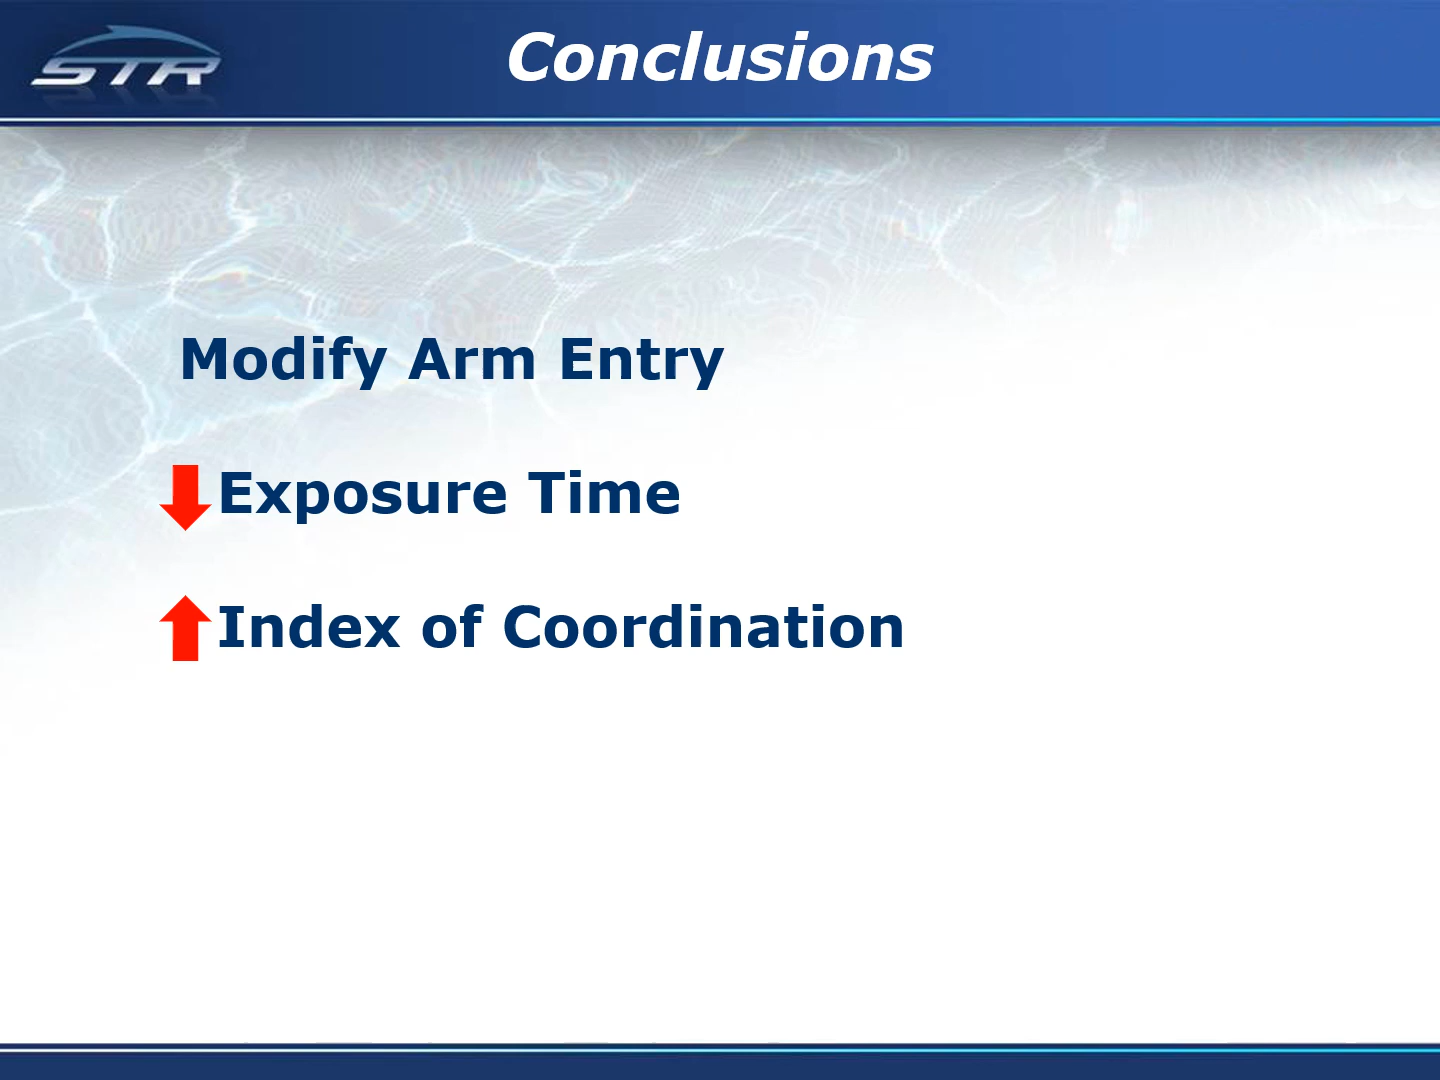 STR
Conclusions
Modify Arm Entry
Exposure Time
Index of Coordination